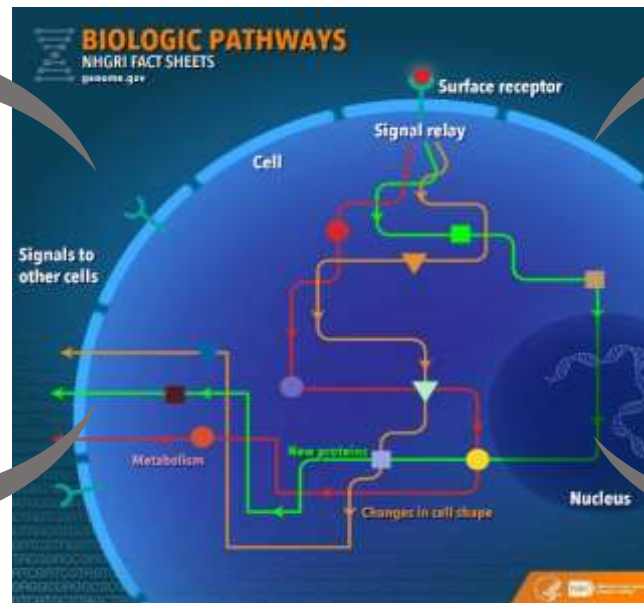 BIOLOGIC PATHWAYS
NHGRI FACT SHEETS
genome.gov
Surface receptor
Signal relay
Cell
Signals to
other cells
New proteins
Metabolism
Changes in cell shape
Nucleus